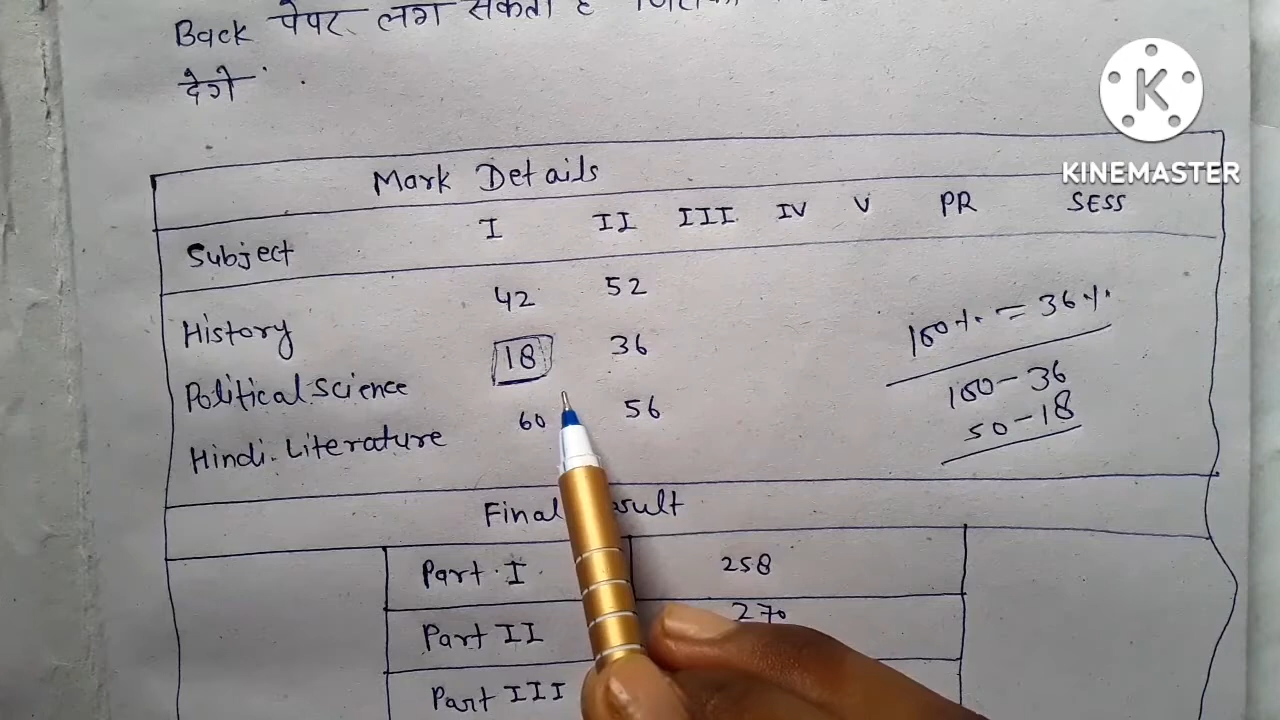 Back पेपर लग सकता है
देगे
K
KINEMASTER
Mark Details
Subject I II III IV V PR SESS
History 42 52
Political Science 18 36
Hindi. Literature 60 56
100% = 36%
100 - 36
50 - 18
Final
Part. I 258
Part II 270
Part III